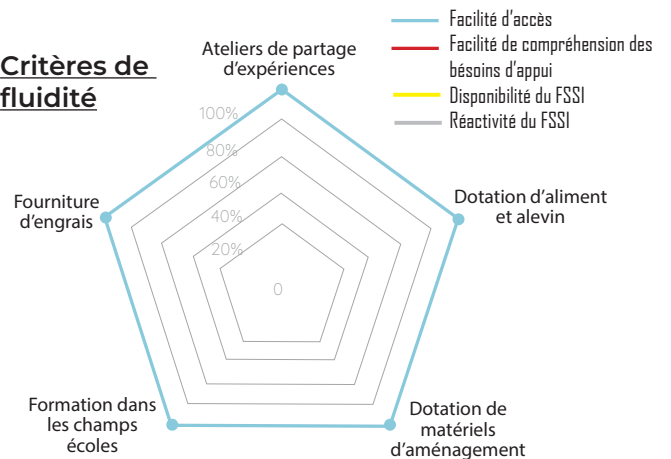 Critères de
fluidité
Facilité d'accès
Facilité de compréhension des
bésoins d'appui
Disponibilité du FSSI
Réactivité du FSSI
Ateliers de partage
d'expériences
100%
80%
60%
40%
20%
0
Fourniture
d'engrais
Dotation d'aliment
et alevin
Formation dans
les champs
écoles
Dotation de
matériels
d'aménagement